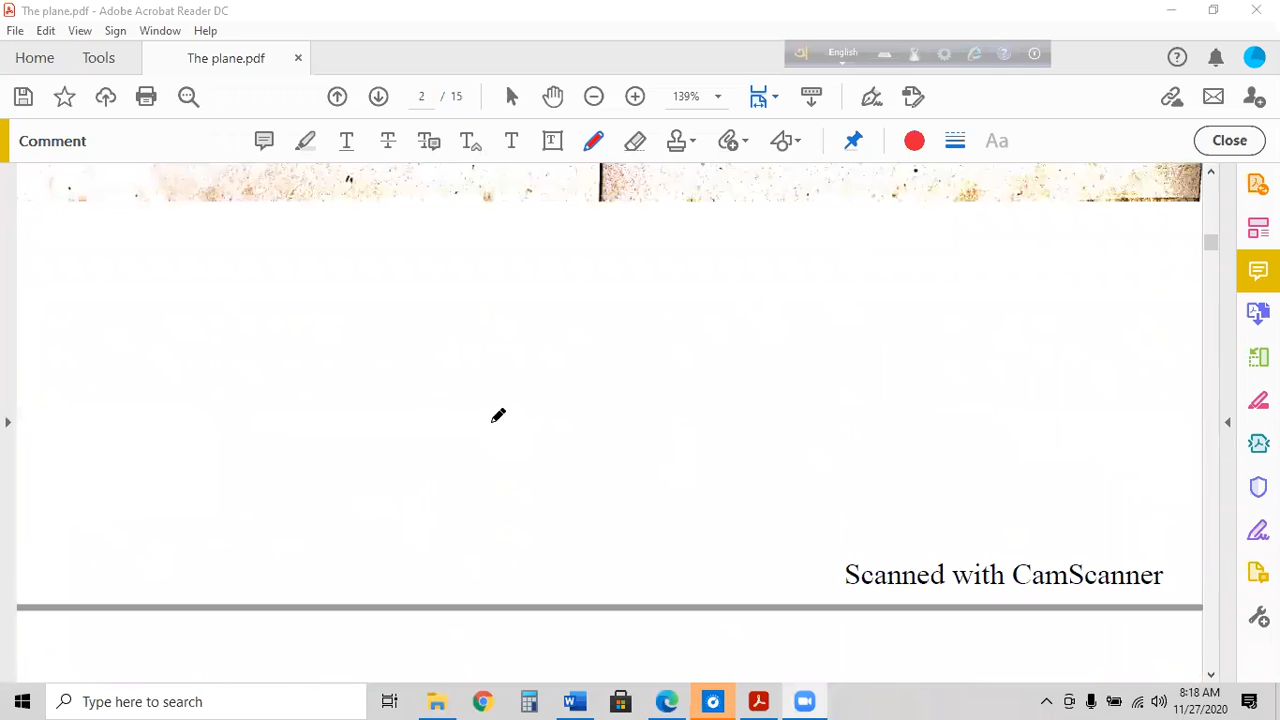 The plane.pdf - Adobe Acrobat Reader DC
File Edit View Sign Window Help
Home Tools The plane.pdf ×
English
2 / 15 139%
Comment Aa Close
Scanned with CamScanner
Type here to search
8:18 AM
11/27/2020